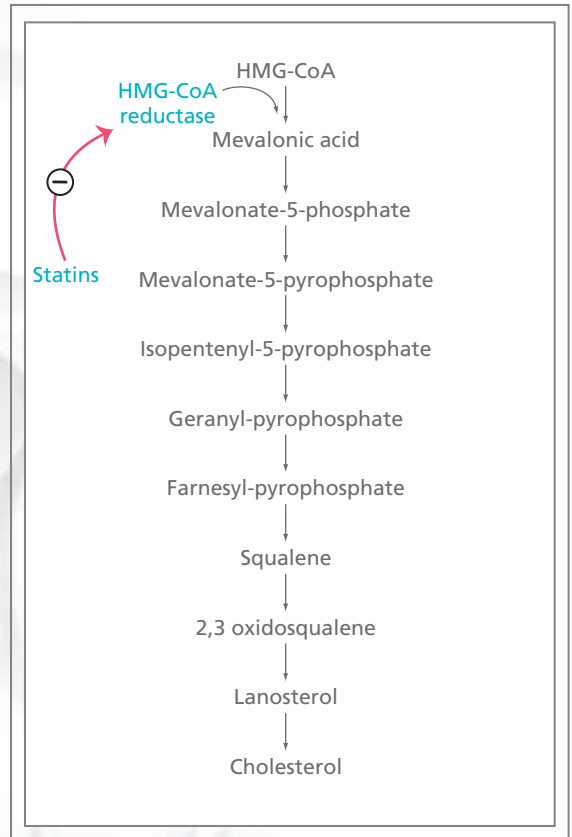 HMG-CoA
HMG-CoA
reductase
Mevalonic acid
Mevalonate-5-phosphate
Statins
Mevalonate-5-pyrophosphate
Isopentenyl-5-pyrophosphate
Geranyl-pyrophosphate
Farnesyl-pyrophosphate
Squalene
2,3 oxidosqualene
Lanosterol
Cholesterol